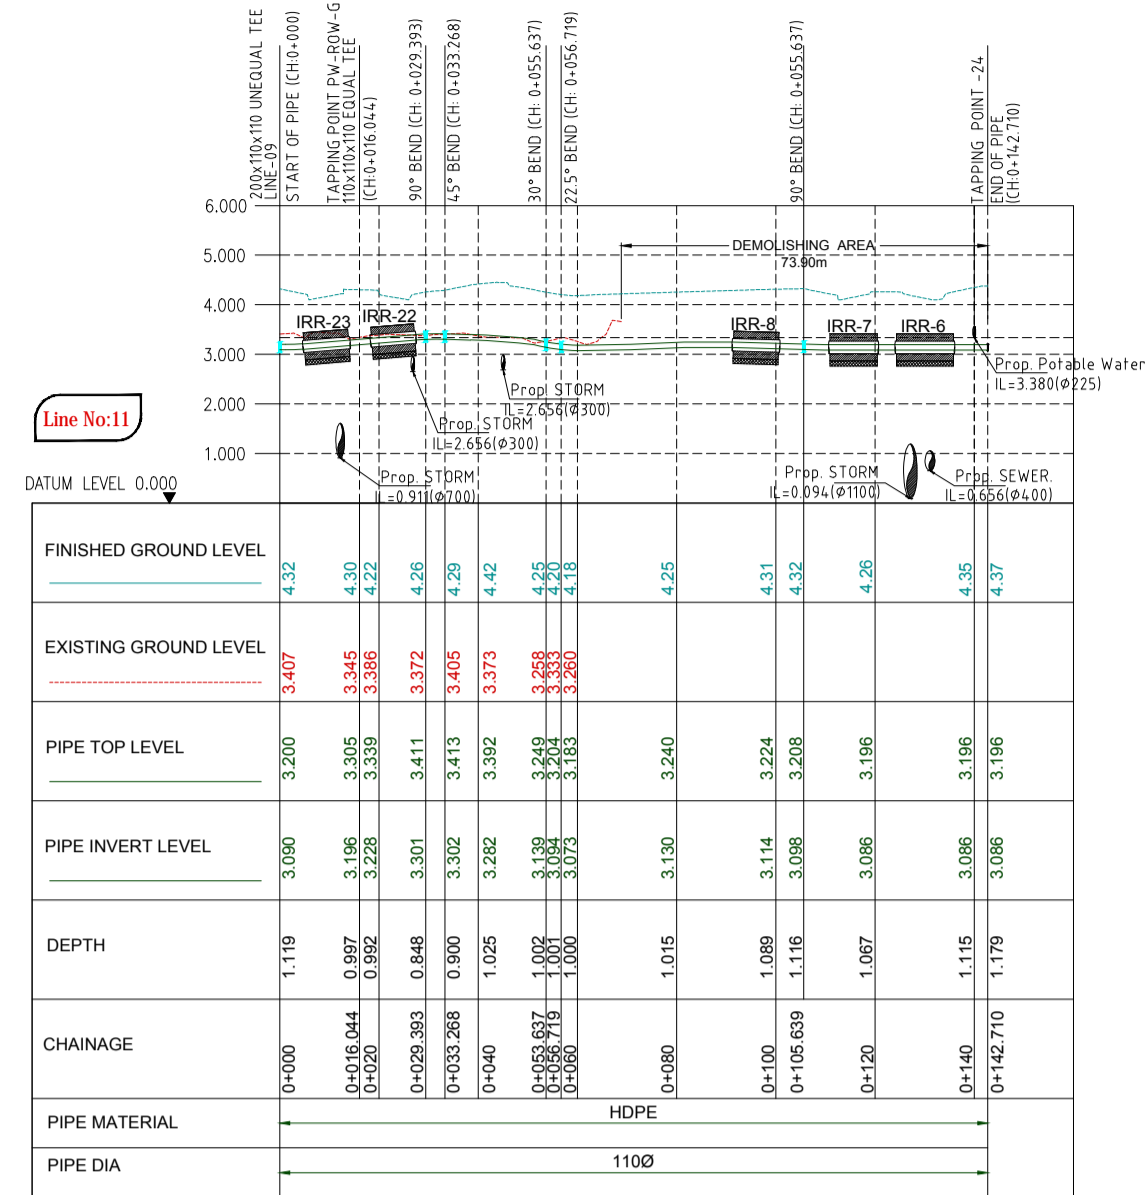 200x110x110 UNEQUAL TEE
LINE-09
START OF PIPE (CH:0+000)
TAPPING POINT PW-ROW-G
110x110x110 EQUAL TEE
(CH:0+016.044)
90° BEND (CH: 0+029.393)
45° BEND (CH: 0+033.268)
30° BEND (CH: 0+055.637)
22.5° BEND (CH: 0+056.719)
90° BEND (CH: 0+055.637)
TAPPING POINT -24
END OF PIPE
(CH:0+142.710)
6.000
5.000
4.000
3.000
2.000
1.000
DEMOLISHING AREA
73.90m
IRR-23
IRR-22
IRR-8
IRR-7
IRR-6
Prop. Potable Water
IL=3.380(Ø225)
Prop. STORM
IL=2.656(Ø300)
Prop. STORM
IL=2.656(Ø300)
Prop. STORM
IL=0.911(Ø700)
Prop. STORM
IL=0.094(Ø1100)
Prop. SEWER.
IL=0.656(Ø400)
Line No:11
DATUM LEVEL 0.000
FINISHED GROUND LEVEL
4.32 4.30 4.22 4.26 4.29 4.42 4.25 4.20 4.18 4.25 4.31 4.32 4.26 4.35 4.37
EXISTING GROUND LEVEL
3.407 3.345 3.386 3.372 3.405 3.373 3.258 3.333 3.260
PIPE TOP LEVEL
3.200 3.305 3.339 3.411 3.413 3.392 3.249 3.204 3.183 3.240 3.224 3.208 3.196 3.196 3.196
PIPE INVERT LEVEL
3.090 3.196 3.228 3.301 3.302 3.282 3.139 3.094 3.073 3.130 3.114 3.098 3.086 3.086 3.086
DEPTH
1.119 0.997 0.992 0.848 0.900 1.025 1.002 1.001 1.000 1.015 1.089 1.116 1.067 1.115 1.179
CHAINAGE
0+000 0+016.044 0+020 0+029.393 0+033.268 0+040 0+053.637 0+056.719 0+060 0+080 0+100 0+105.639 0+120 0+140 0+142.710
PIPE MATERIAL
HDPE
PIPE DIA
110Ø